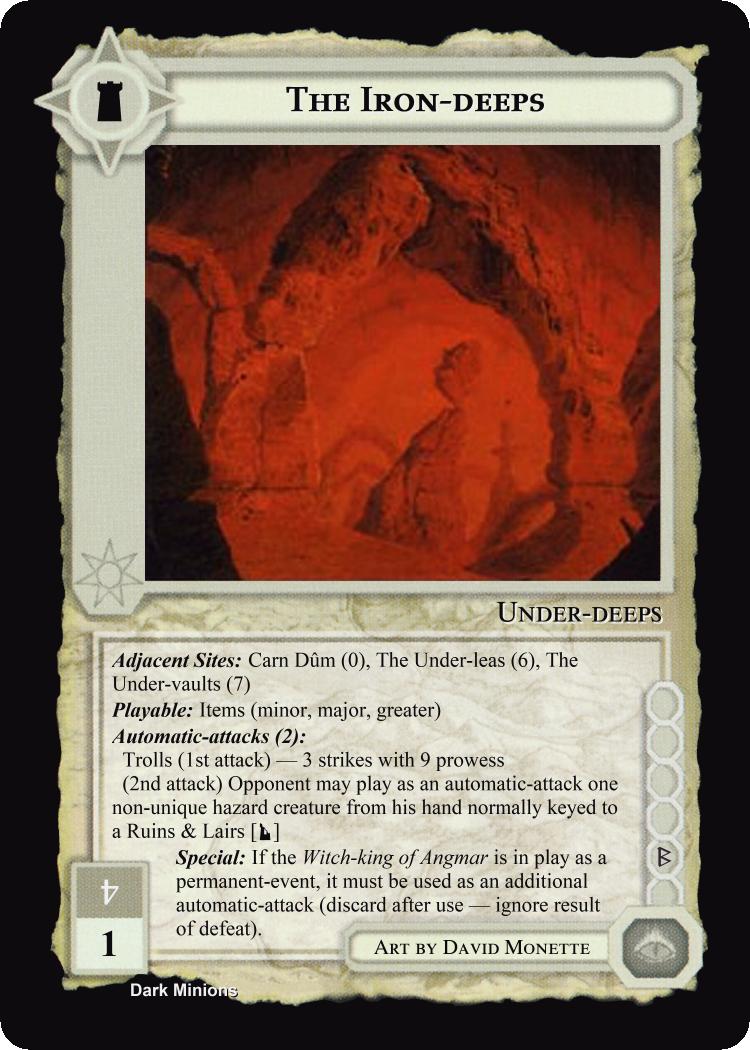 The Iron-deeps
Under-deeps
Adjacent Sites: Carn Dûm (0), The Under-leas (6), The
Under-vaults (7)
Playable: Items (minor, major, greater)
Automatic-attacks (2):
Trolls (1st attack) — 3 strikes with 9 prowess
(2nd attack) Opponent may play as an automatic-attack one
non-unique hazard creature from his hand normally keyed to
a Ruins & Lairs [ ]
Special: If the Witch-king of Angmar is in play as a
permanent-event, it must be used as an additional
automatic-attack (discard after use — ignore result
of defeat).
4
1
Art by David Monette
Dark Minions